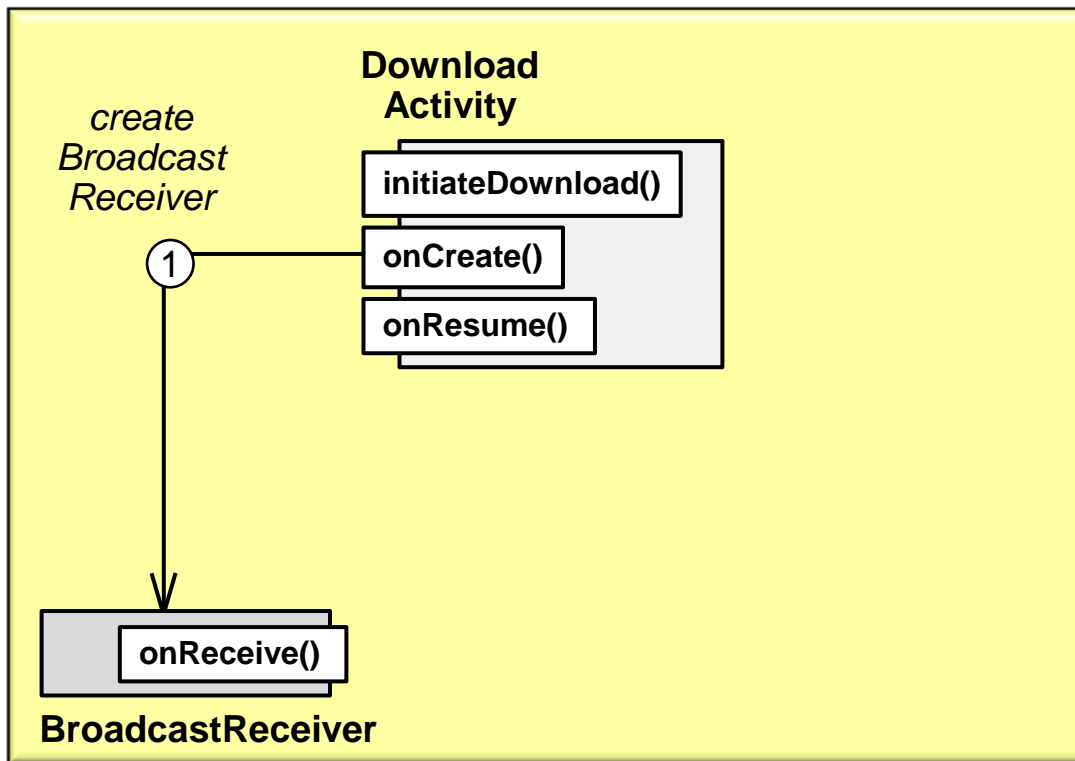 Download
Activity
create
Broadcast
Receiver
initiateDownload()
1
onCreate()
onResume()
onReceive()
BroadcastReceiver